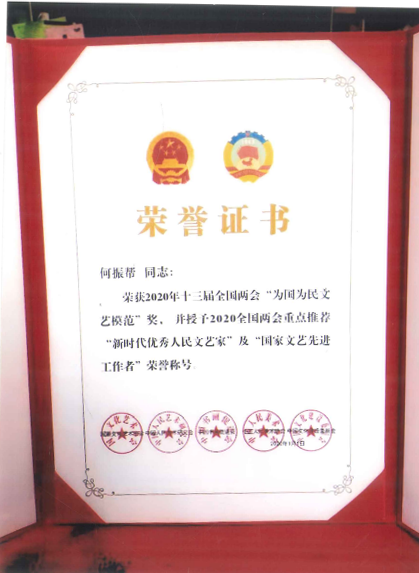 荣誉证书
何振帮 同志：
荣获2020年十三届全国两会“为国为民文
艺模范”奖，并授予2020全国两会重点推荐
“新时代优秀人民文艺家”及“国家文艺先进
工作者”荣誉称号